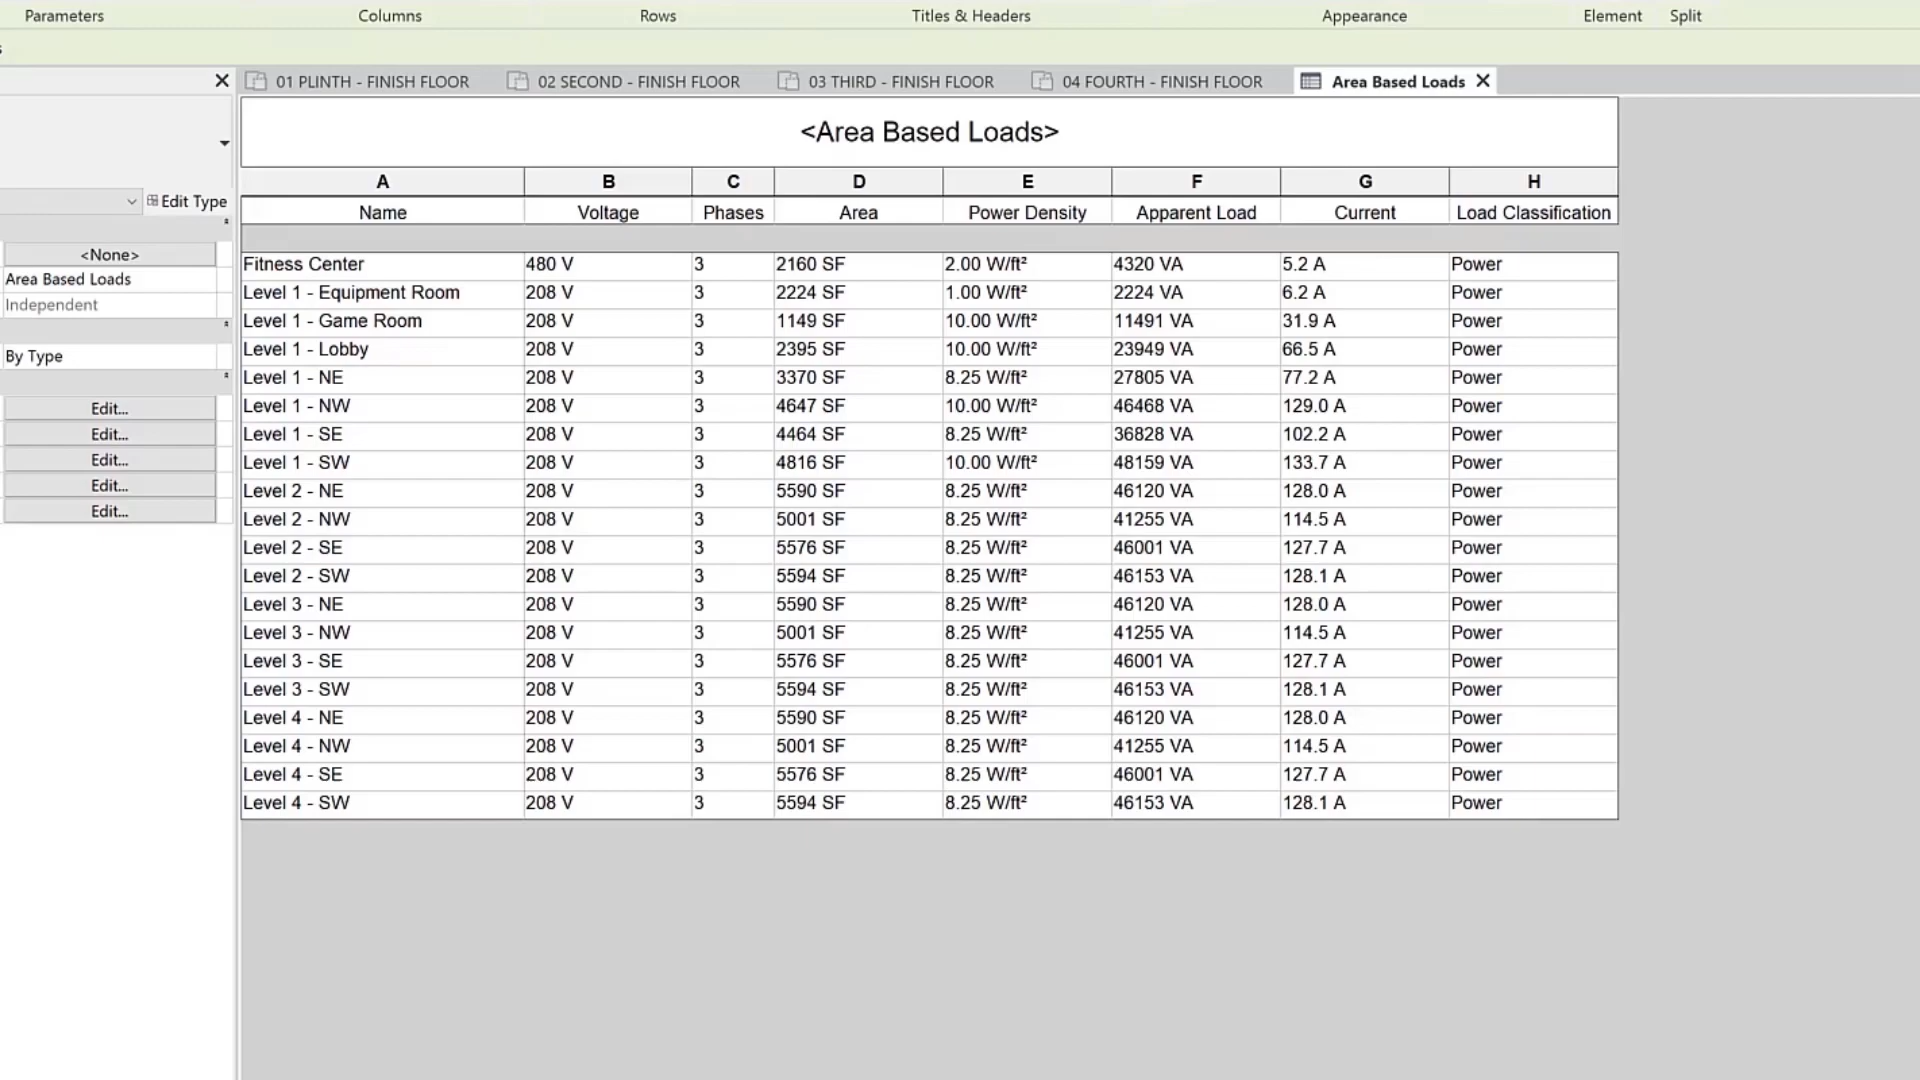 Parameters Columns Rows Titles & Headers Appearance Element Split
01 PLINTH - FINISH FLOOR 02 SECOND - FINISH FLOOR 03 THIRD - FINISH FLOOR 04 FOURTH - FINISH FLOOR Area Based Loads
Edit Type
<None>
Area Based Loads
Independent
By Type
Edit...
Edit...
Edit...
Edit...
Edit...
<Area Based Loads>
A B C D E F G H
Name Voltage Phases Area Power Density Apparent Load Current Load Classification
Fitness Center 480 V 3 2160 SF 2.00 W/ft² 4320 VA 5.2 A Power
Level 1 - Equipment Room 208 V 3 2224 SF 1.00 W/ft² 2224 VA 6.2 A Power
Level 1 - Game Room 208 V 3 1149 SF 10.00 W/ft² 11491 VA 31.9 A Power
Level 1 - Lobby 208 V 3 2395 SF 10.00 W/ft² 23949 VA 66.5 A Power
Level 1 - NE 208 V 3 3370 SF 8.25 W/ft² 27805 VA 77.2 A Power
Level 1 - NW 208 V 3 4647 SF 10.00 W/ft² 46468 VA 129.0 A Power
Level 1 - SE 208 V 3 4464 SF 8.25 W/ft² 36828 VA 102.2 A Power
Level 1 - SW 208 V 3 4816 SF 10.00 W/ft² 48159 VA 133.7 A Power
Level 2 - NE 208 V 3 5590 SF 8.25 W/ft² 46120 VA 128.0 A Power
Level 2 - NW 208 V 3 5001 SF 8.25 W/ft² 41255 VA 114.5 A Power
Level 2 - SE 208 V 3 5576 SF 8.25 W/ft² 46001 VA 127.7 A Power
Level 2 - SW 208 V 3 5594 SF 8.25 W/ft² 46153 VA 128.1 A Power
Level 3 - NE 208 V 3 5590 SF 8.25 W/ft² 46120 VA 128.0 A Power
Level 3 - NW 208 V 3 5001 SF 8.25 W/ft² 41255 VA 114.5 A Power
Level 3 - SE 208 V 3 5576 SF 8.25 W/ft² 46001 VA 127.7 A Power
Level 3 - SW 208 V 3 5594 SF 8.25 W/ft² 46153 VA 128.1 A Power
Level 4 - NE 208 V 3 5590 SF 8.25 W/ft² 46120 VA 128.0 A Power
Level 4 - NW 208 V 3 5001 SF 8.25 W/ft² 41255 VA 114.5 A Power
Level 4 - SE 208 V 3 5576 SF 8.25 W/ft² 46001 VA 127.7 A Power
Level 4 - SW 208 V 3 5594 SF 8.25 W/ft² 46153 VA 128.1 A Power